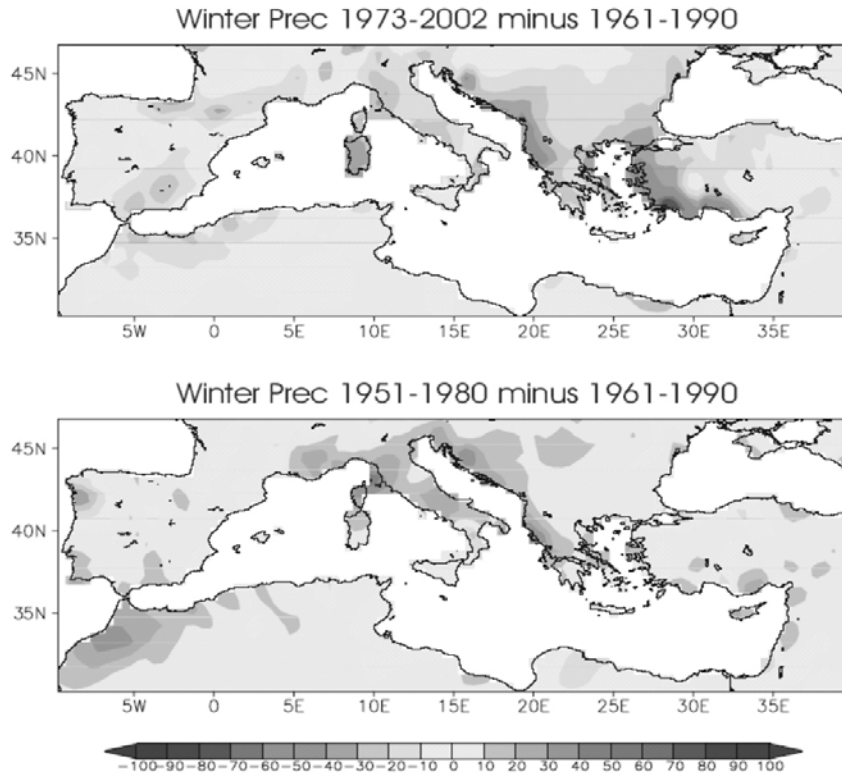 Winter Prec 1973-2002 minus 1961-1990
45N
40N
35N
5W 0 5E 10E 15E 20E 25E 30E 35E
Winter Prec 1951-1980 minus 1961-1990
45N
40N
35N
5W 0 5E 10E 15E 20E 25E 30E 35E
-100-90-80-70-60-50-40-30-20-10 0 10 20 30 40 50 60 70 80 90 100